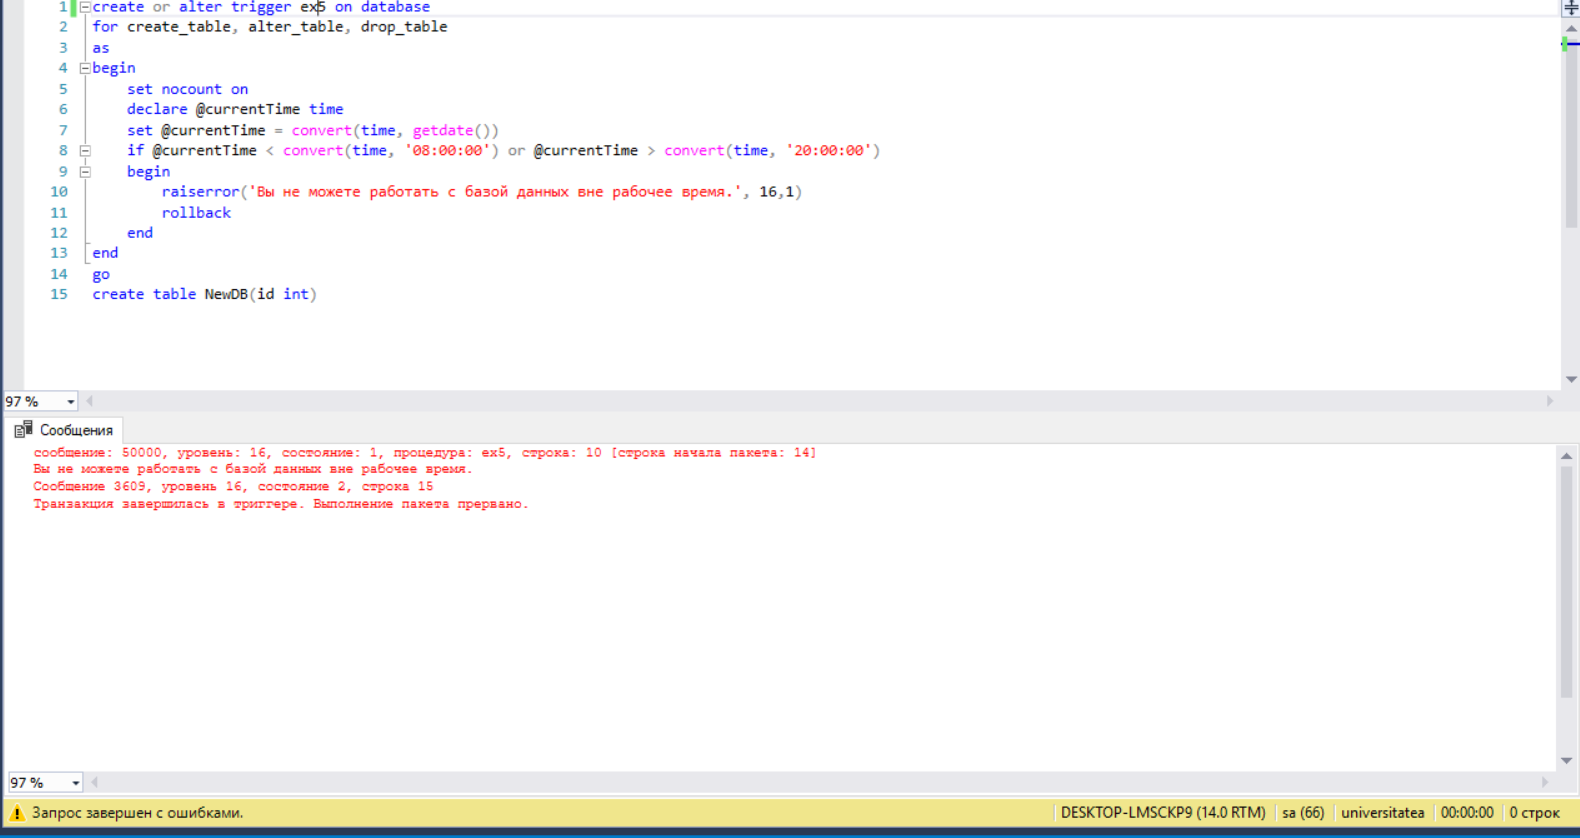 1 create or alter trigger ex5 on database
2 for create_table, alter_table, drop_table
3 as
4 begin
5 set nocount on
6 declare @currentTime time
7 set @currentTime = convert(time, getdate())
8 if @currentTime < convert(time, '08:00:00') or @currentTime > convert(time, '20:00:00')
9 begin
10 raiserror('Вы не можете работать с базой данных вне рабочее время.', 16,1)
11 rollback
12 end
13 end
14 go
15 create table NewDB(id int)
97 %
Сообщения
сообщение: 50000, уровень: 16, состояние: 1, процедура: ex5, строка: 10 [строка начала пакета: 14]
Вы не можете работать с базой данных вне рабочее время.
Сообщение 3609, уровень 16, состояние 2, строка 15
Транзакция завершилась в триггере. Выполнение пакета прервано.
97 %
Запрос завершен с ошибками. DESKTOP-LMSCKP9 (14.0 RTM) sa (66) universitatea 00:00:00 0 строк